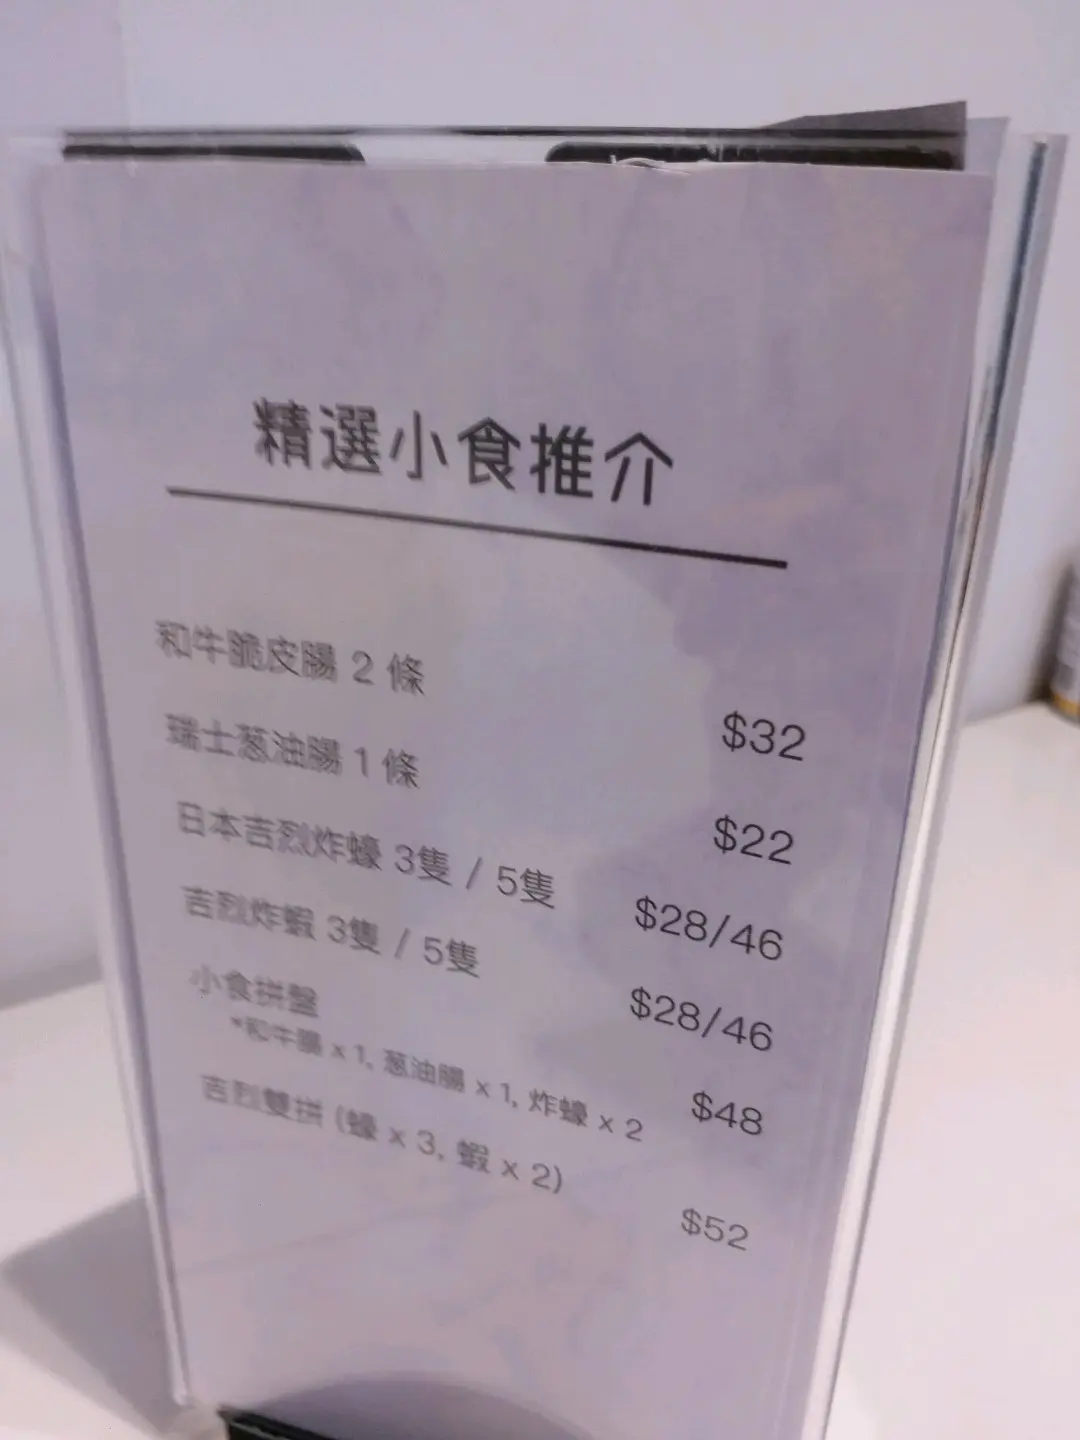 精選小食推介
和牛脆皮腸 2 條 $32
瑞士葱油腸 1 條 $22
日本吉烈炸蠔 3隻 / 5隻 $28/46
吉烈炸蝦 3隻 / 5隻 $28/46
小食拼盤 $48
*和牛腸 x 1, 葱油腸 x 1, 炸蠔 x 2
吉烈雙拼 (蠔 x 3, 蝦 x 2) $52